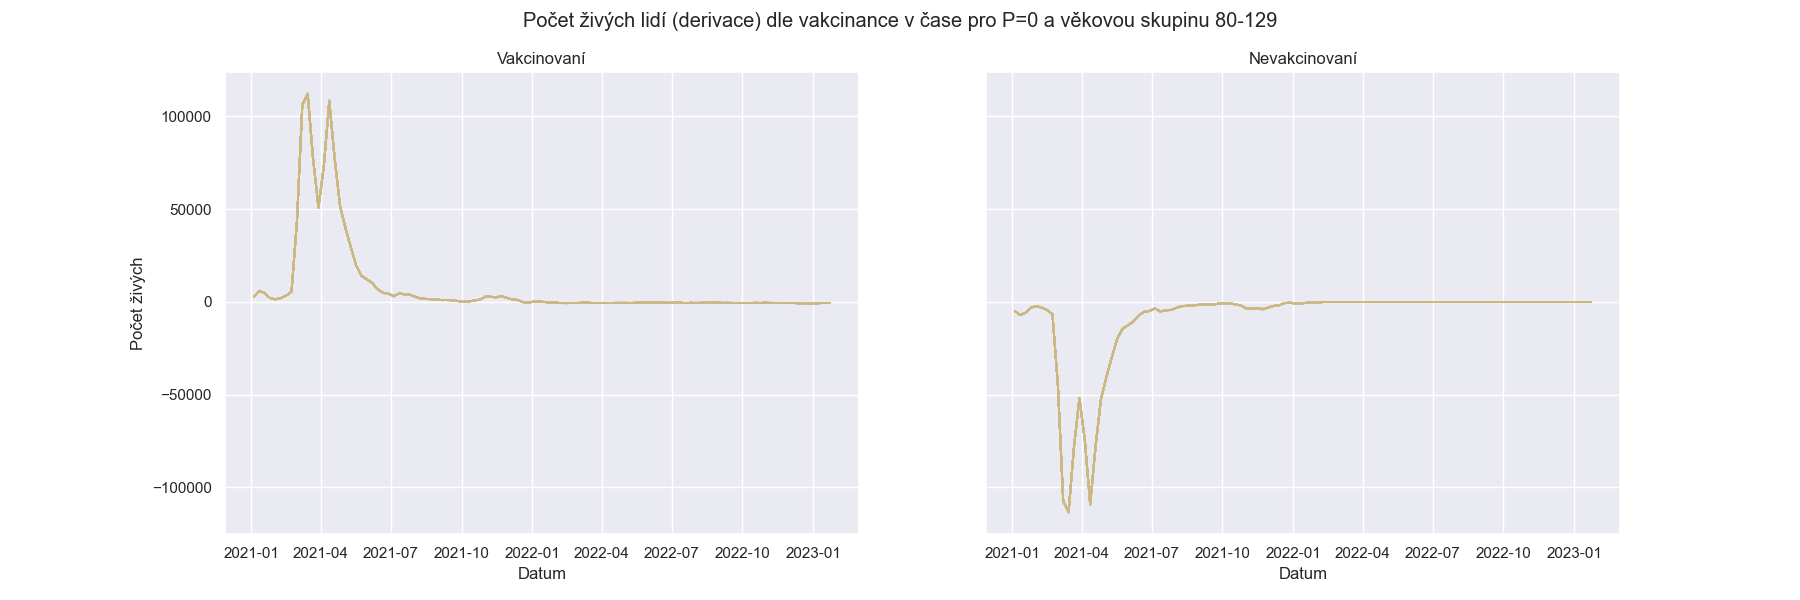 Počet živých lidí (derivace) dle vakcinance v čase pro P=0 a věkovou skupinu 80-129
Vakcinovaní
Nevakcinovaní
100000
50000
0
−50000
−100000
Počet živých
2021-01 2021-04 2021-07 2021-10 2022-01 2022-04 2022-07 2022-10 2023-01
Datum
2021-01 2021-04 2021-07 2021-10 2022-01 2022-04 2022-07 2022-10 2023-01
Datum